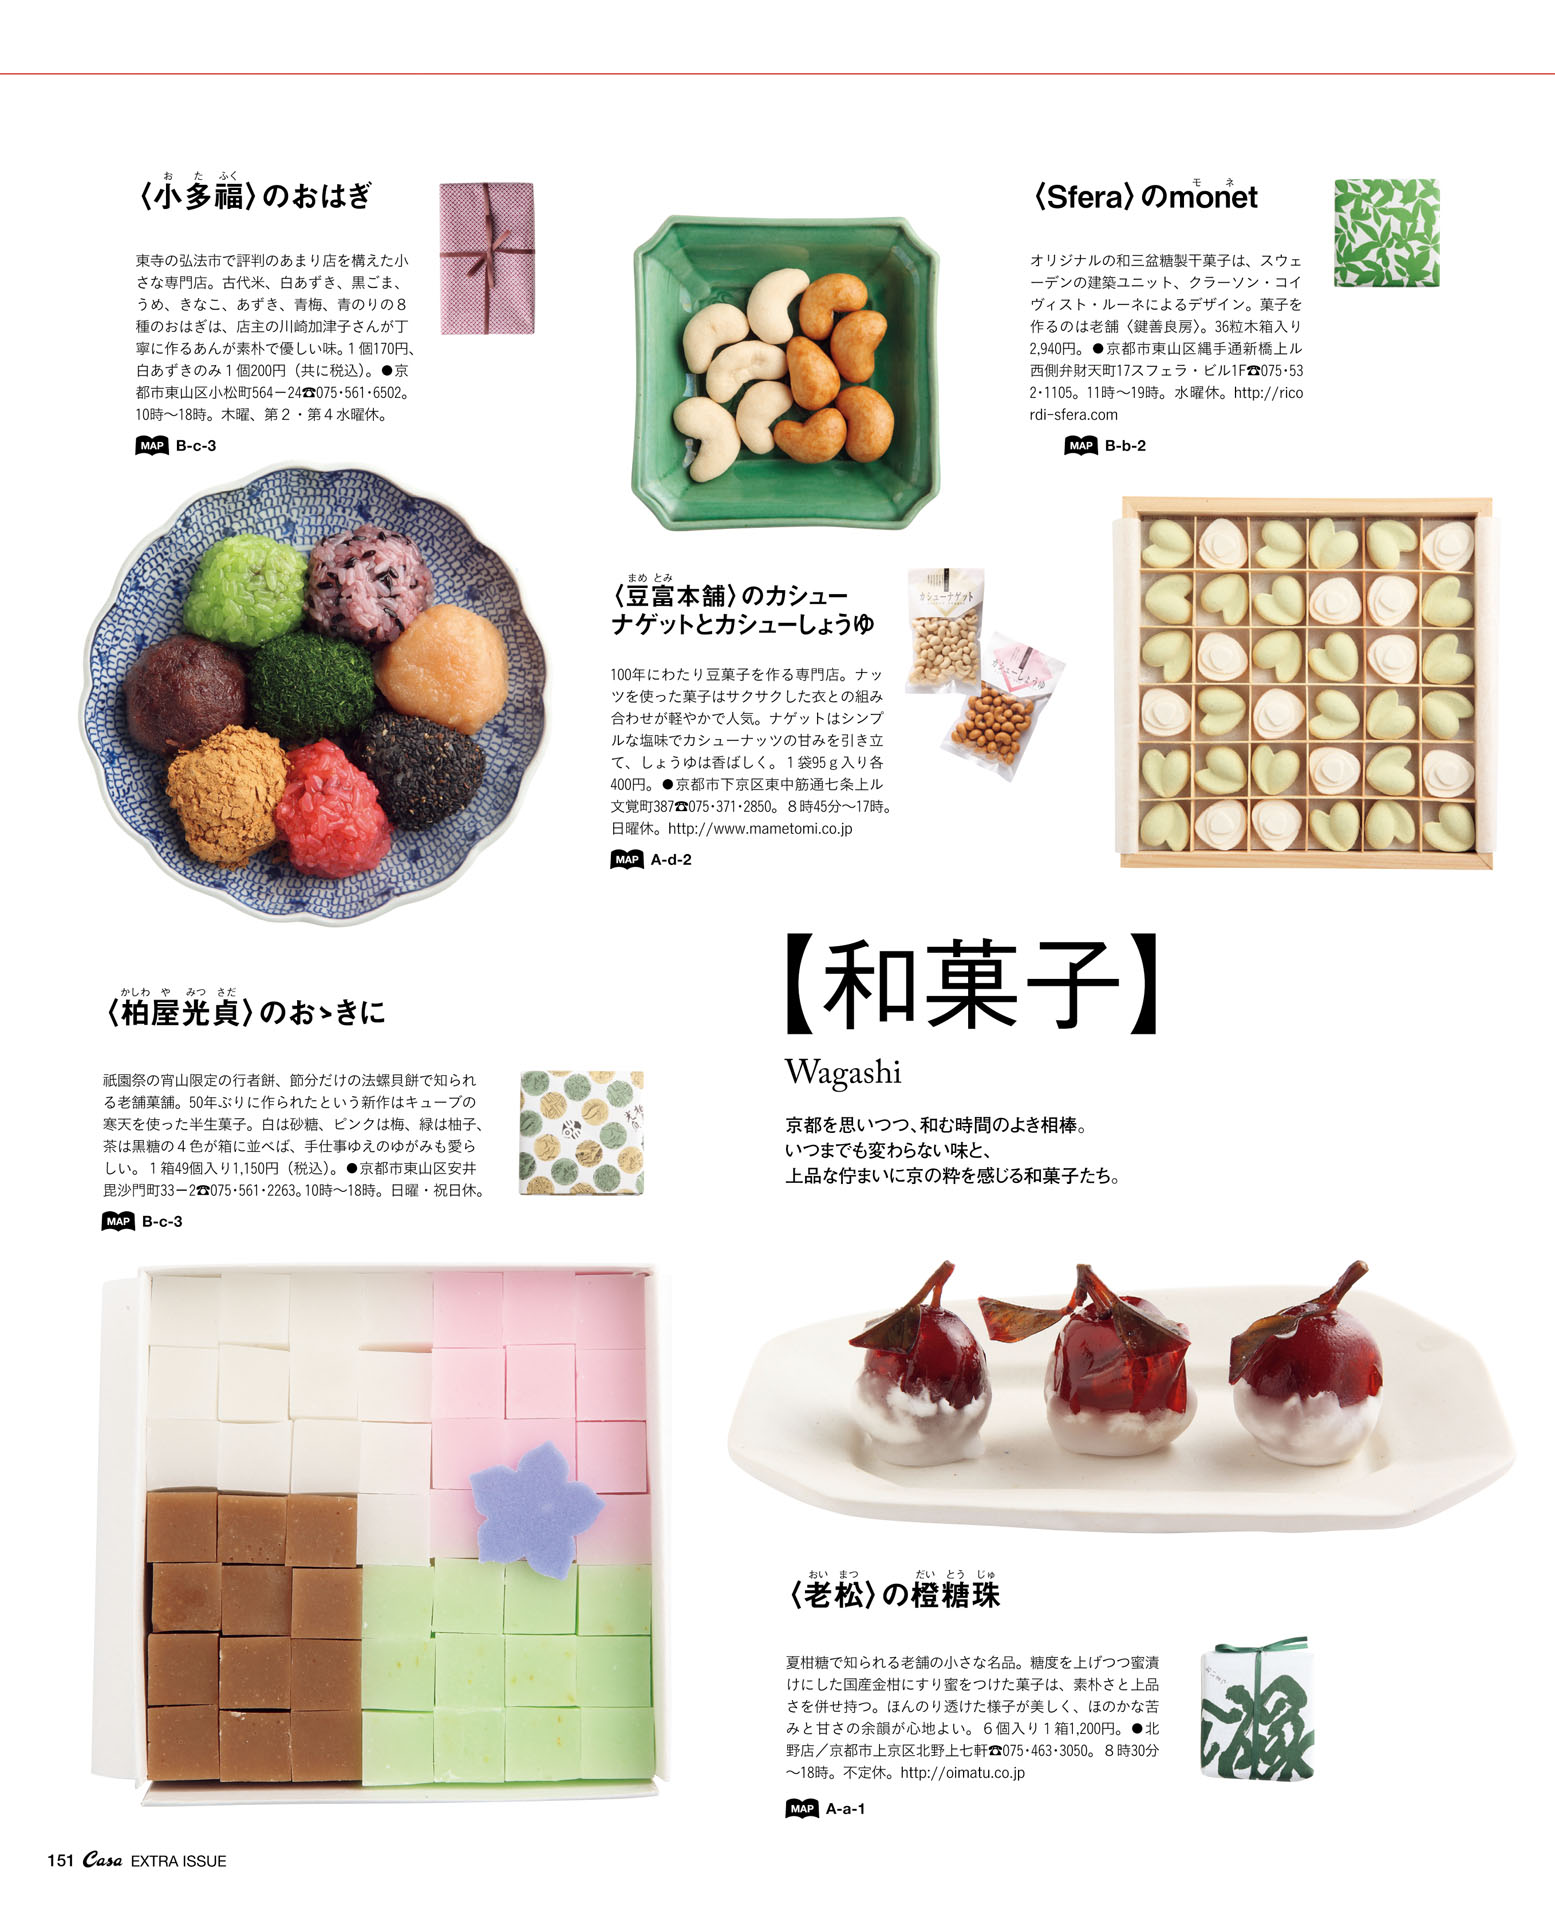 〈小多福〉のおはぎ
お た ふく
東寺の弘法市で評判のあまり店を構えた小
さな専門店。古代米、白あずき、黒ごま、
うめ、きなこ、あずき、青梅、青のりの８
種のおはぎは、店主の川崎加津子さんが丁
寧に作るあんが素朴で優しい味。１個170円、
白あずきのみ１個200円（共に税込）。●京
都市東山区小松町564−24☎075・561・6502。
10時〜18時。木曜、第２・第４水曜休。
MAP B-c-3
〈豆富本舗〉のカシュー
まめ とみ
ナゲットとカシューしょうゆ
100年にわたり豆菓子を作る専門店。ナッ
ツを使った菓子はサクサクした衣との組み
合わせが軽やかで人気。ナゲットはシンプ
ルな塩味でカシューナッツの甘みを引き立
て、しょうゆは香ばしく。１袋95ｇ入り各
400円。●京都市下京区東中筋通七条上ル
文覚町387☎075・371・2850。８時45分〜17時。
日曜休。http://www.mametomi.co.jp
MAP A-d-2
カシューナゲット
カシューしょうゆ
〈Sfera〉のmonet
モ ネ
オリジナルの和三盆糖製干菓子は、スウェ
ーデンの建築ユニット、クラーソン・コイ
ヴィスト・ルーネによるデザイン。菓子を
作るのは老舗〈鍵善良房〉。36粒木箱入り
2,940円。●京都市東山区縄手通新橋上ル
西側弁財天町17スフェラ・ビル1F☎075・53
2・1105。11時〜19時。水曜休。http://rico
rdi-sfera.com
MAP B-b-2
【和菓子】
Wagashi
京都を思いつつ、和む時間のよき相棒。
いつまでも変わらない味と、
上品な佇まいに京の粋を感じる和菓子たち。
〈柏屋光貞〉のおゝきに
かしわ や みつ さだ
祇園祭の宵山限定の行者餅、節分だけの法螺貝餅で知られ
る老舗菓舗。50年ぶりに作られたという新作はキューブの
寒天を使った半生菓子。白は砂糖、ピンクは梅、緑は柚子、
茶は黒糖の４色が箱に並べば、手仕事ゆえのゆがみも愛ら
しい。１箱49個入り1,150円（税込）。●京都市東山区安井
毘沙門町33−2☎075・561・2263。10時〜18時。日曜・祝日休。
MAP B-c-3
〈老松〉の橙糖珠
おい まつ だい とう じゅ
夏柑糖で知られる老舗の小さな名品。糖度を上げつつ蜜漬
けにした国産金柑にすり蜜をつけた菓子は、素朴さと上品
さを併せ持つ。ほんのり透けた様子が美しく、ほのかな苦
みと甘さの余韻が心地よい。６個入り１箱1,200円。●北
野店／京都市上京区北野上七軒☎075・463・3050。８時30分
〜18時。不定休。http://oimatu.co.jp
MAP A-a-1
151 Casa EXTRA ISSUE